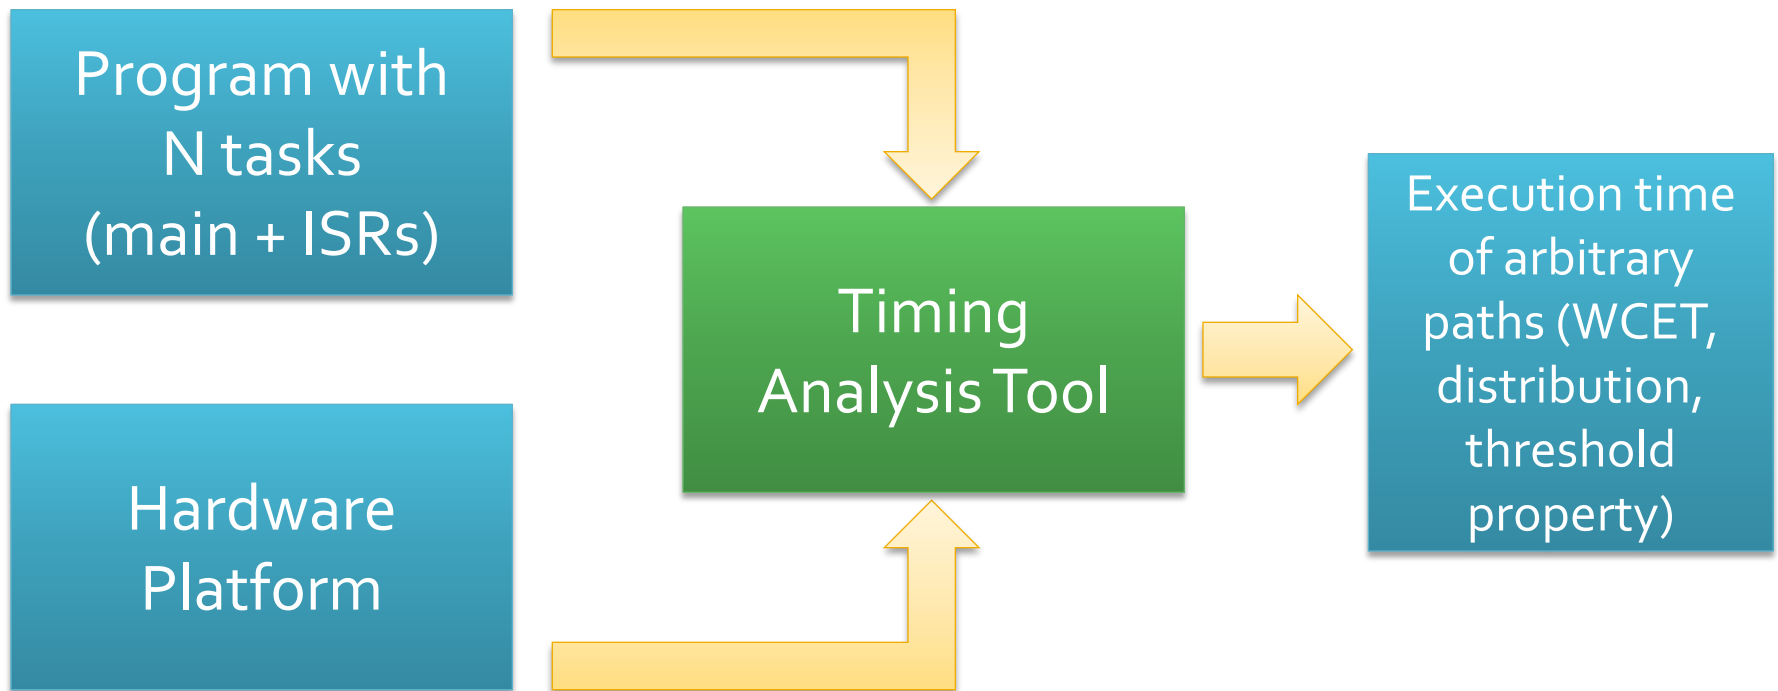 Program with
N tasks
(main + ISRs)
Hardware
Platform
Timing
Analysis Tool
Execution time
of arbitrary
paths (WCET,
distribution,
threshold
property)